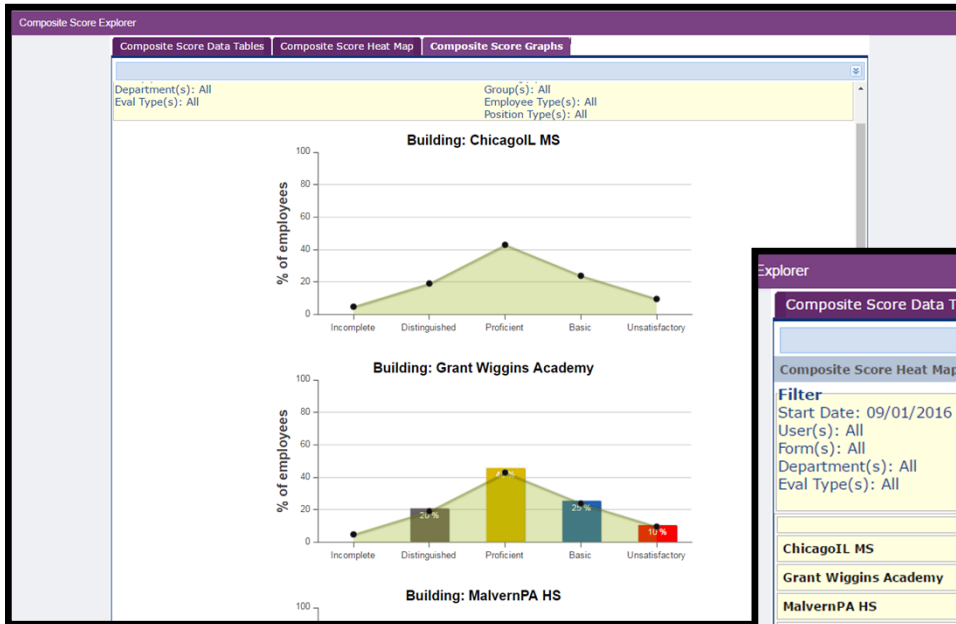 Composite Score Explorer
Composite Score Data Tables Composite Score Heat Map Composite Score Graphs
Department(s): All Group(s): All
Eval Type(s): All Employee Type(s): All
Position Type(s): All
Building: ChicagoIL MS
% of employees
100
80
60
40
20
0
Incomplete Distinguished Proficient Basic Unsatisfactory
Building: Grant Wiggins Academy
% of employees
100
80
60
40
20
0
20 %
25 %
10 %
Incomplete Distinguished Proficient Basic Unsatisfactory
Building: MalvernPA HS
100
Explorer
Composite Score Data T
Composite Score Heat Map
Filter
Start Date: 09/01/2016
User(s): All
Form(s): All
Department(s): All
Eval Type(s): All
ChicagoIL MS
Grant Wiggins Academy
MalvernPA HS